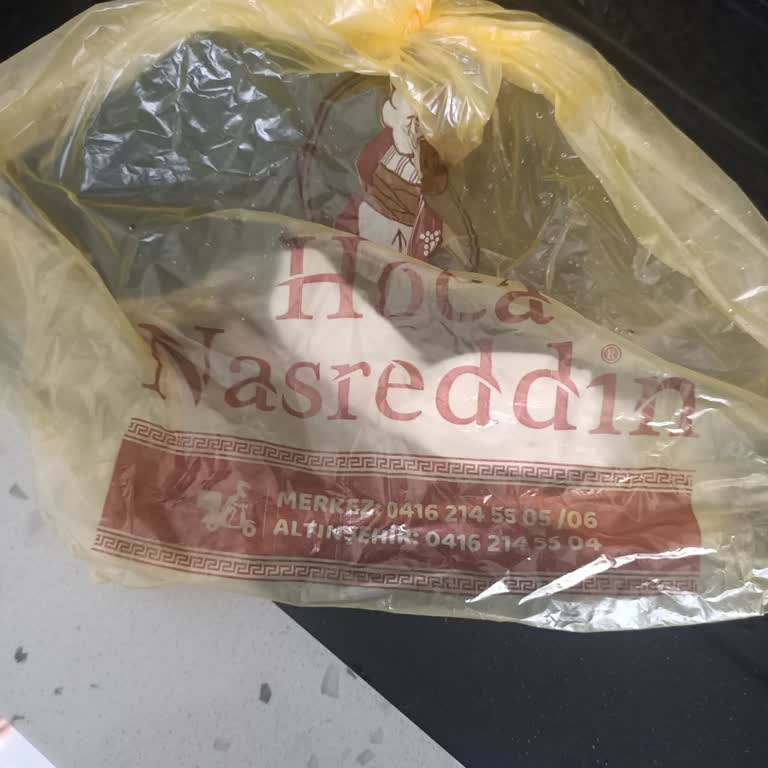 Hoca
Nasreddin®
MERKEZ: 0416 214 55 05 /06
ALTINŞEHİR: 0416 214 55 04